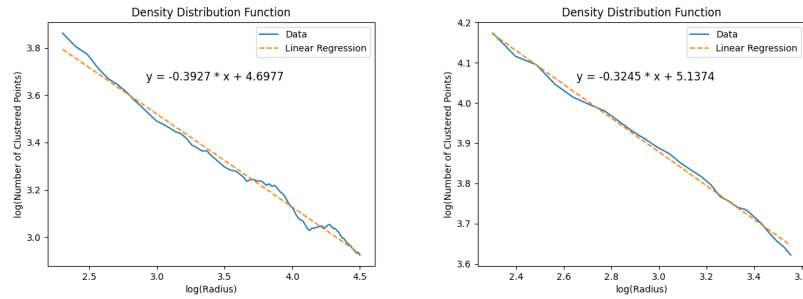 Density Distribution Function
Data
Linear Regression
y = -0.3927 * x + 4.6977
log(Number of Clustered Points)
3.8
3.6
3.4
3.2
3.0
2.5
3.0
3.5
4.0
4.5
log(Radius)
Density Distribution Function
Data
Linear Regression
y = -0.3245 * x + 5.1374
log(Number of Clustered Points)
4.2
4.1
4.0
3.9
3.8
3.7
3.6
2.4
2.6
2.8
3.0
3.2
3.4
log(Radius)